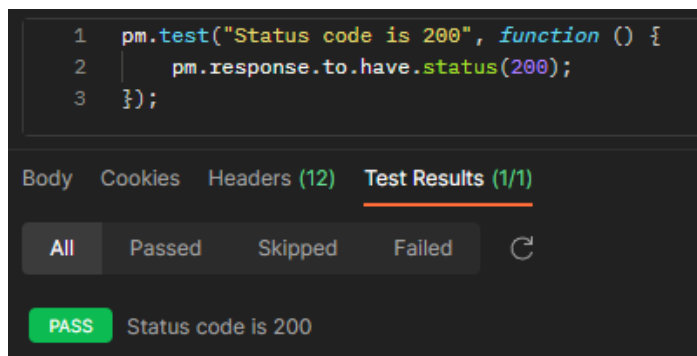 1 pm.test("Status code is 200", function () {
2 pm.response.to.have.status(200);
3 });
Body Cookies Headers (12) Test Results (1/1)
All Passed Skipped Failed
PASS Status code is 200